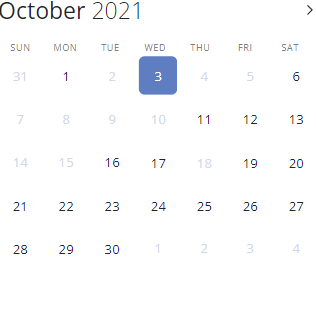 October 2021
SUN MON TUE WED THU FRI SAT
31 1 2 3 4 5 6
7 8 9 10 11 12 13
14 15 16 17 18 19 20
21 22 23 24 25 26 27
28 29 30 1 2 3 4